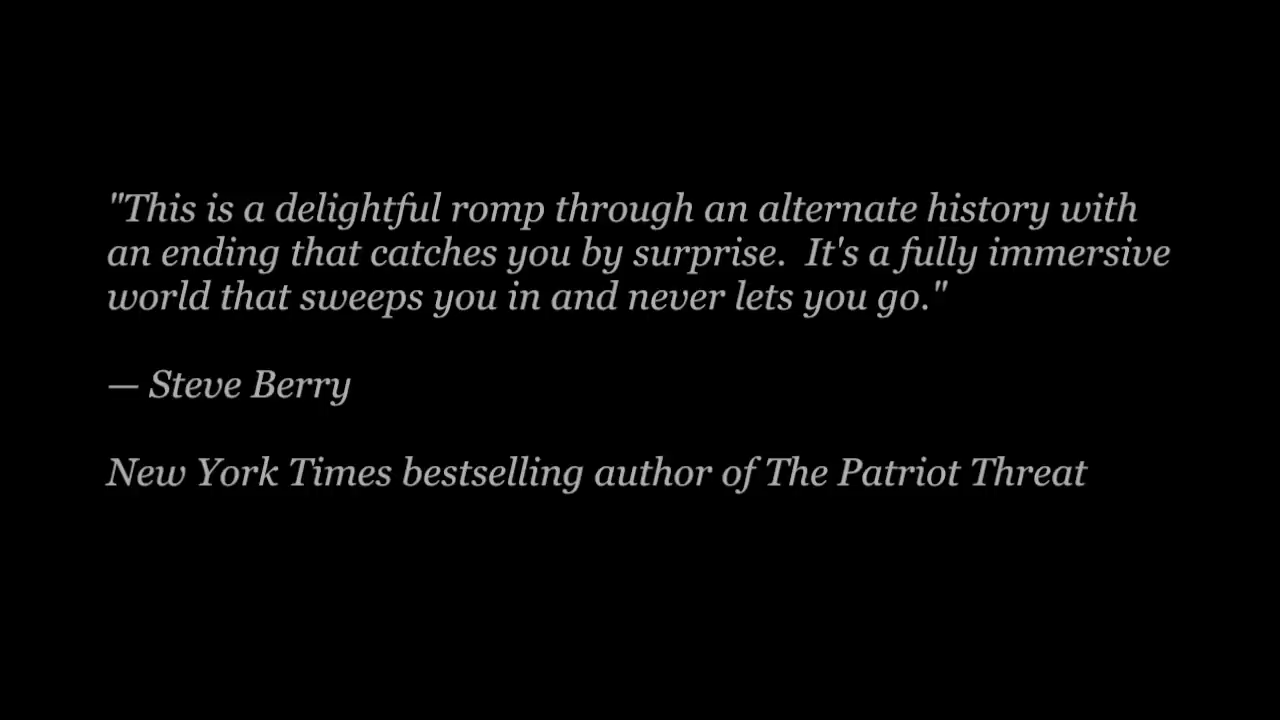 "This is a delightful romp through an alternate history with
an ending that catches you by surprise.  It's a fully immersive
world that sweeps you in and never lets you go."
— Steve Berry
New York Times bestselling author of The Patriot Threat